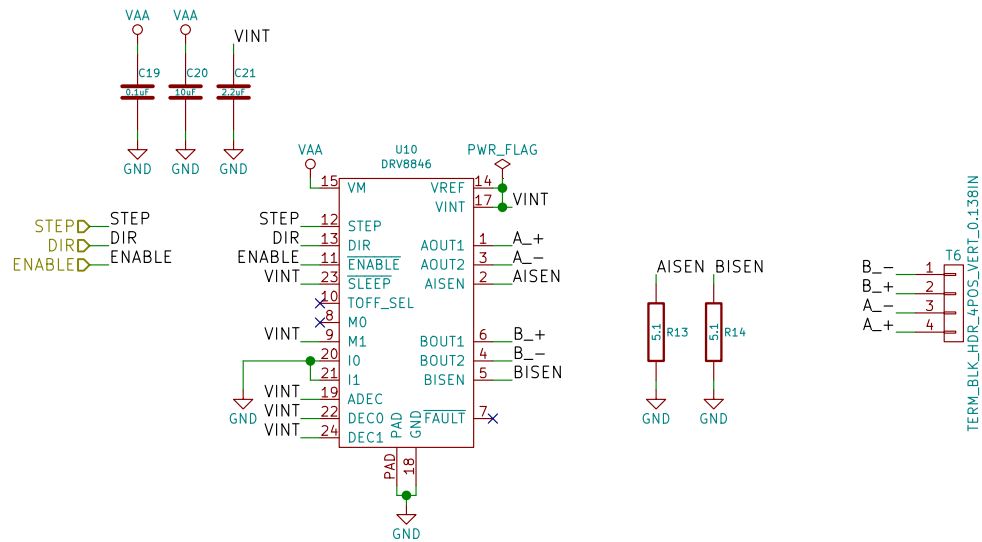 VAA
VAA
VINT
C19
0.1uF
C20
10uF
C21
2.2uF
GND
GND
GND
STEP
STEP
DIR
DIR
ENABLE
ENABLE
U10
DRV8846
VAA
PWR_FLAG
15
VM
VREF
14
VINT
17
VINT
STEP
12
STEP
DIR
13
DIR
AOUT1
1
A_+
ENABLE
11
ENABLE
AOUT2
3
A_-
VINT
23
SLEEP
AISEN
2
AISEN
10
TOFF_SEL
8
M0
VINT
9
M1
BOUT1
6
B_+
20
I0
BOUT2
4
B_-
21
I1
BISEN
5
BISEN
VINT
19
ADEC
VINT
22
DEC0
FAULT
7
VINT
24
DEC1
PAD
GND
PAD
18
GND
GND
AISEN
BISEN
5.1
R13
5.1
R14
GND
GND
T6
B_-
1
B_+
2
A_-
3
A_+
4
TERM_BLK_HDR_4POS_VERT_0.138IN